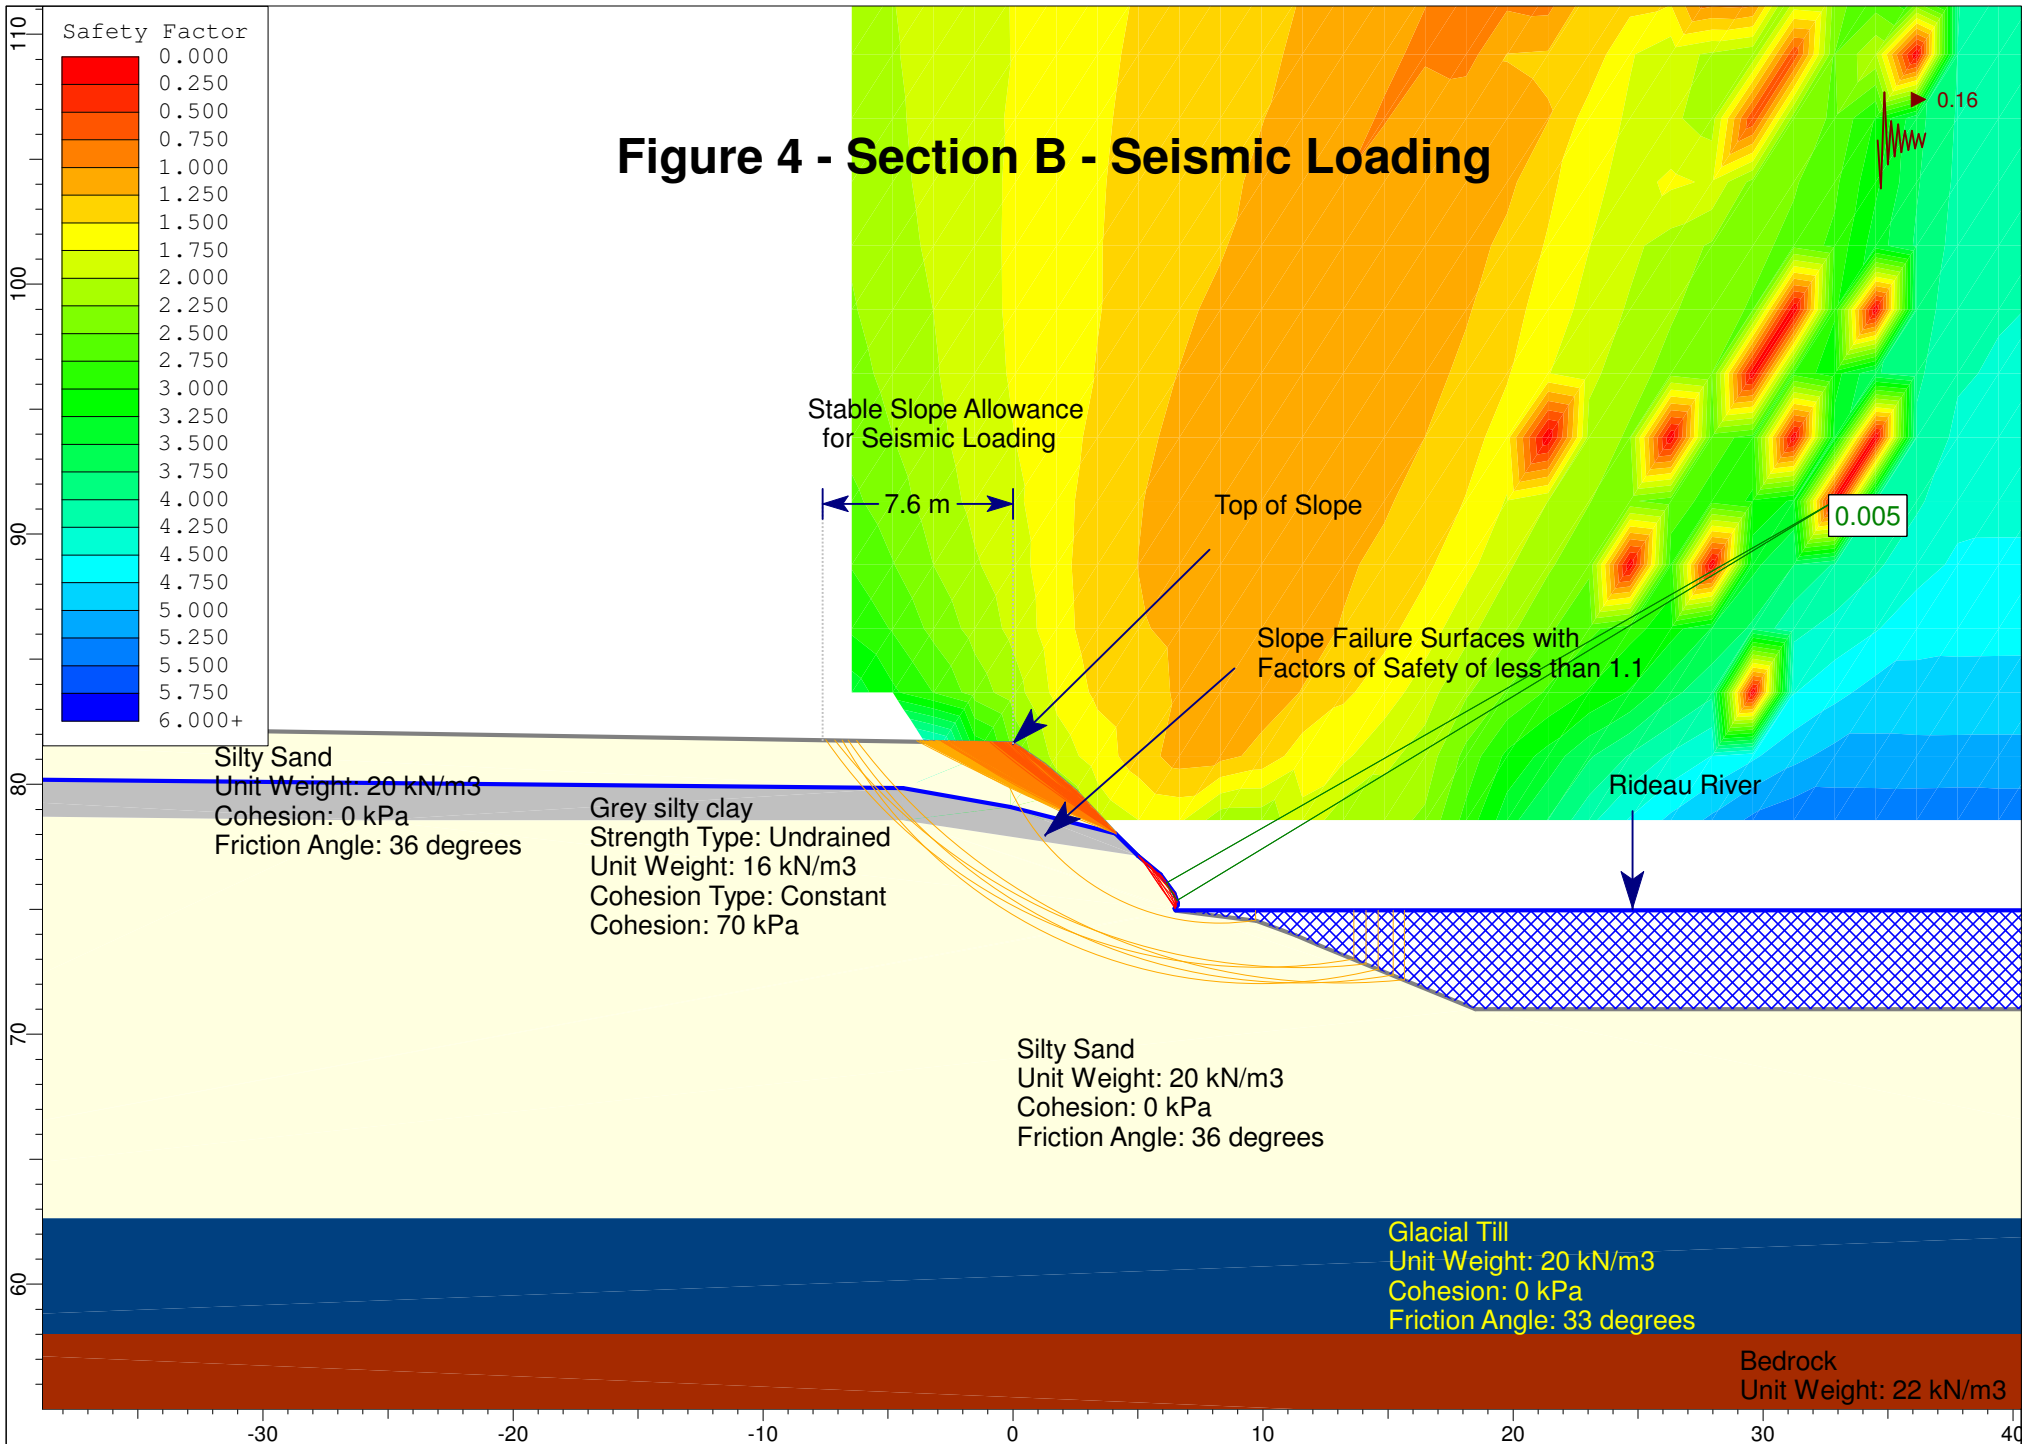 Safety Factor
0.000
0.250
0.500
0.750
1.000
1.250
1.500
1.750
2.000
2.250
2.500
2.750
3.000
3.250
3.500
3.750
4.000
4.250
4.500
4.750
5.000
5.250
5.500
5.750
6.000+
Figure 4 - Section B - Seismic Loading
0.16
Stable Slope Allowance
for Seismic Loading
7.6 m
Top of Slope
0.005
Slope Failure Surfaces with
Factors of Safety of less than 1.1
Rideau River
Silty Sand
Unit Weight: 20 kN/m3
Cohesion: 0 kPa
Friction Angle: 36 degrees
Grey silty clay
Strength Type: Undrained
Unit Weight: 16 kN/m3
Cohesion Type: Constant
Cohesion: 70 kPa
Silty Sand
Unit Weight: 20 kN/m3
Cohesion: 0 kPa
Friction Angle: 36 degrees
Glacial Till
Unit Weight: 20 kN/m3
Cohesion: 0 kPa
Friction Angle: 33 degrees
Bedrock
Unit Weight: 22 kN/m3
110
100
90
80
70
60
-30
-20
-10
0
10
20
30
40